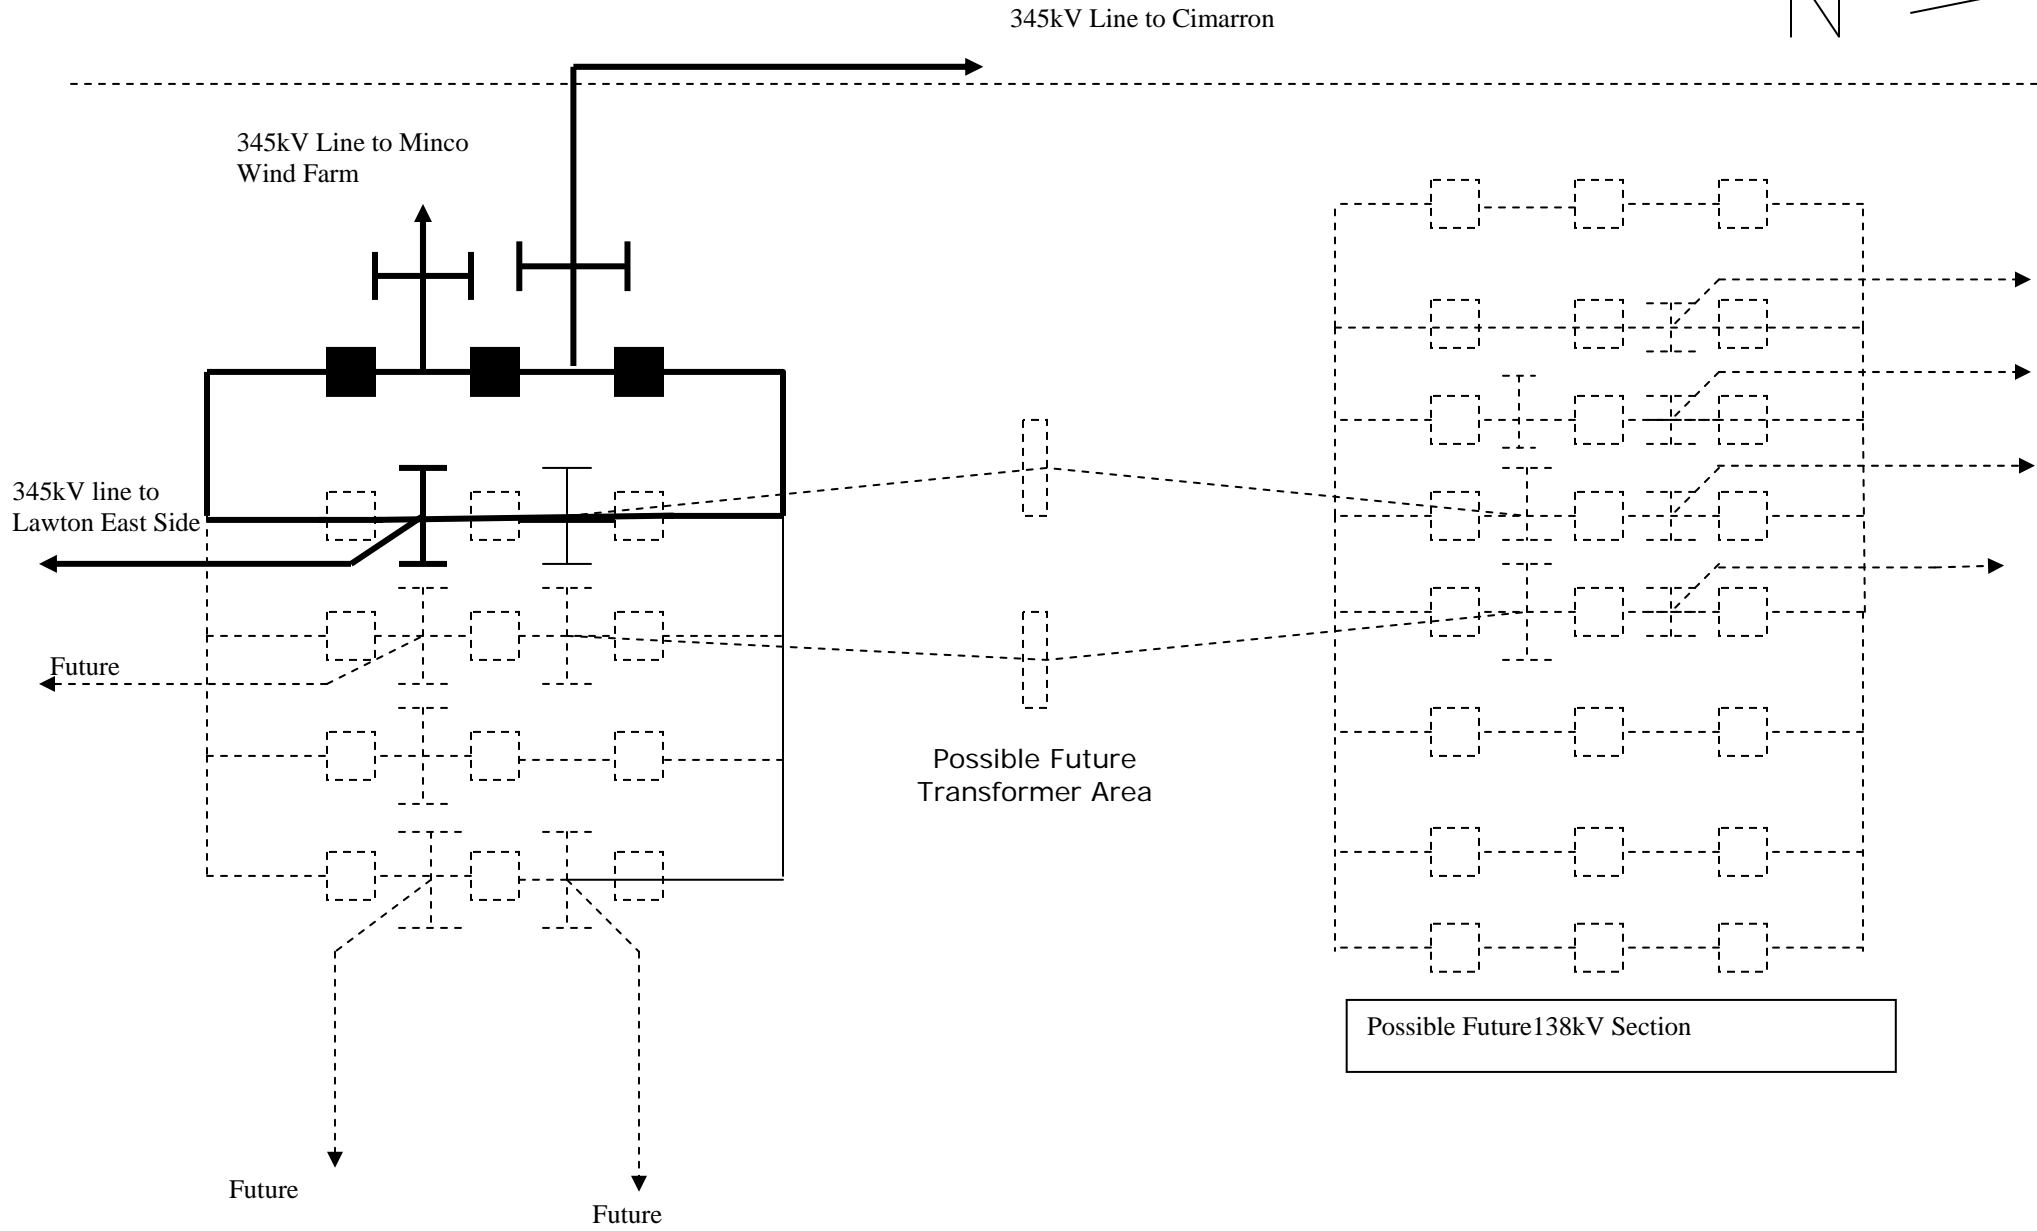 345kV Line to Cimarron
N
345kV Line to Minco
Wind Farm
345kV line to
Lawton East Side
Future
Possible Future
Transformer Area
Possible Future138kV Section
Future
Future